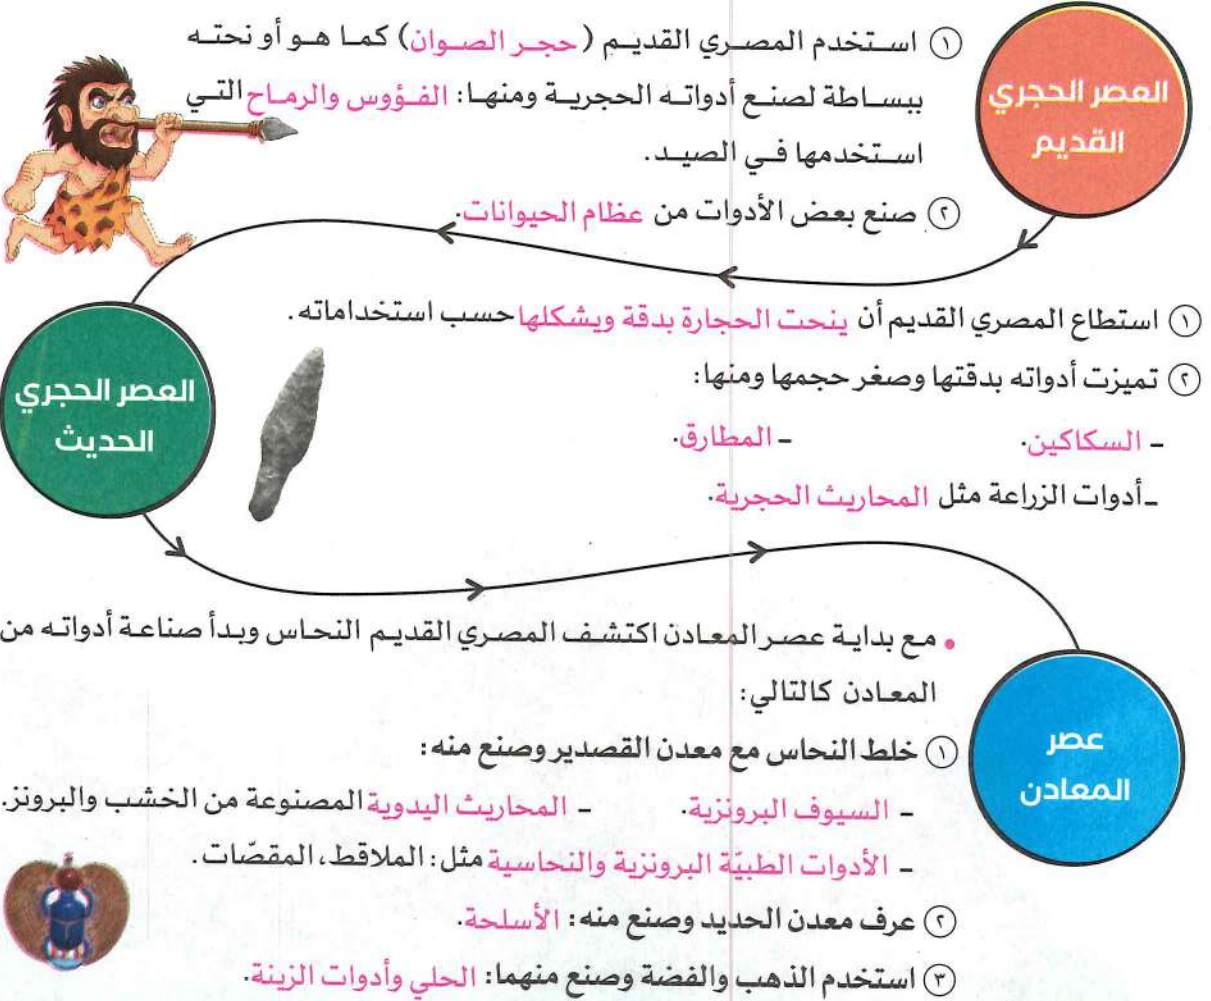 العصر الحجري
القديم
① استخدم المصري القديم (حجر الصوان) كما هو أو نحته
ببساطة لصنع أدواته الحجرية ومنها: الفؤوس والرماح التي
استخدمها في الصيد.
② صنع بعض الأدوات من عظام الحيوانات.
العصر الحجري
الحديث
① استطاع المصري القديم أن ينحت الحجارة بدقة ويشكلها حسب استخداماته.
② تميزت أدواته بدقتها وصغر حجمها ومنها:
- السكاكين. - المطارق.
- أدوات الزراعة مثل المحاريث الحجرية.
عصر
المعادن
• مع بداية عصر المعادن اكتشف المصري القديم النحاس وبدأ صناعة أدواته من
المعادن كالتالي:
① خلط النحاس مع معدن القصدير وصنع منه:
- السيوف البرونزية. - المحاريث اليدوية المصنوعة من الخشب والبرونز.
- الأدوات الطبيّة البرونزية والنحاسية مثل: الملاقط، المقصّات.
② عرف معدن الحديد وصنع منه: الأسلحة.
③ استخدم الذهب والفضة وصنع منهما: الحلي وأدوات الزينة.